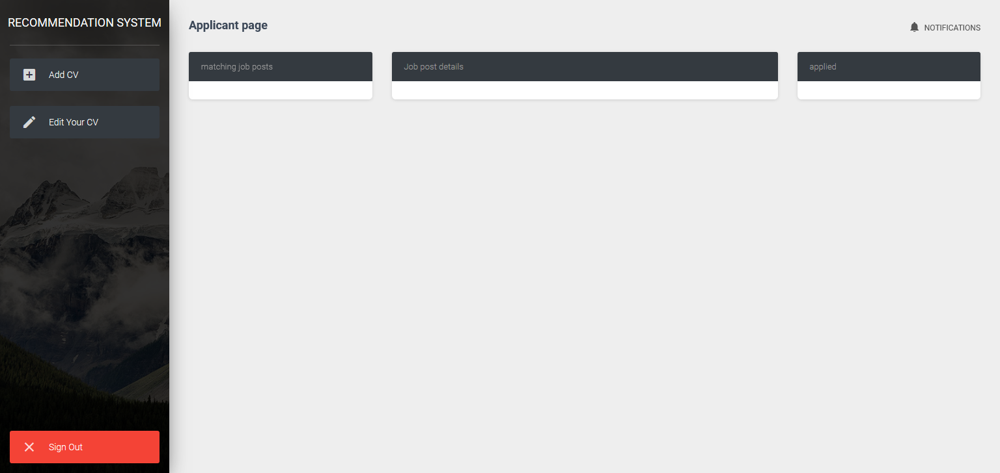 RECOMMENDATION SYSTEM
Add CV
Edit Your CV
Sign Out
Applicant page
NOTIFICATIONS
matching job posts
Job post details
applied